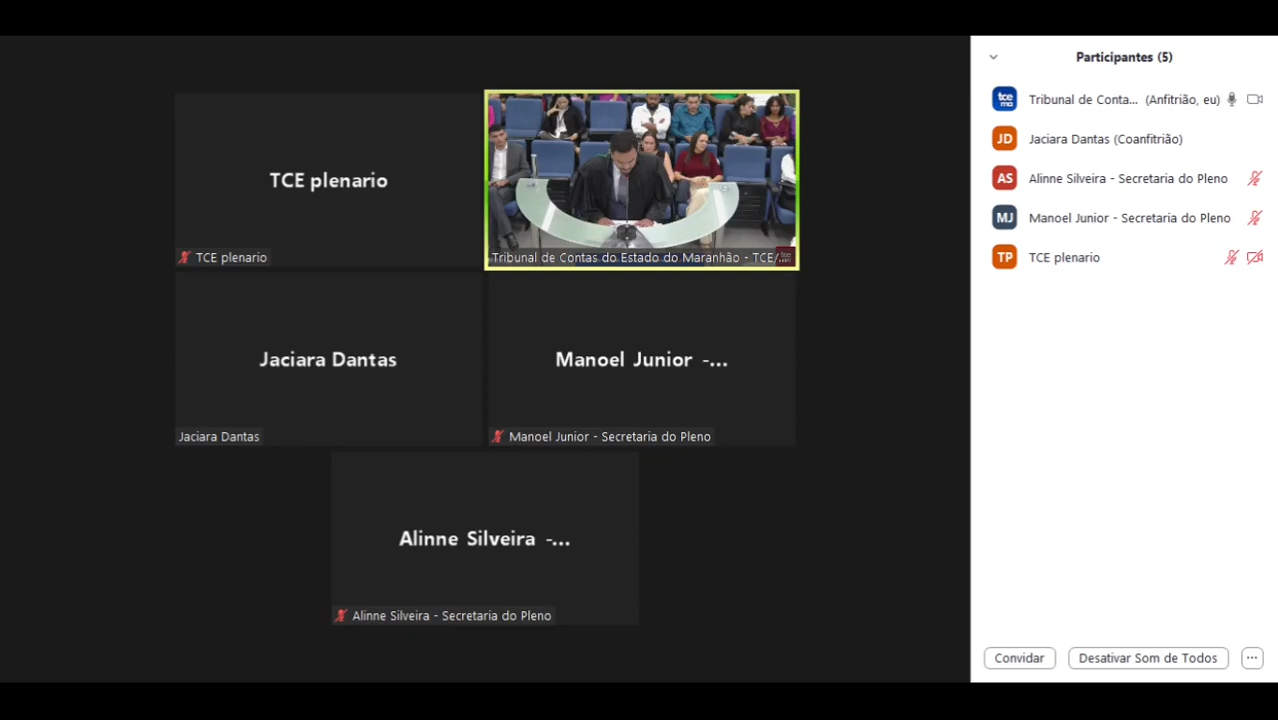 TCE plenario
TCE plenario
Tribunal de Contas do Estado do Maranhão - TCE/...
Jaciara Dantas
Jaciara Dantas
Manoel Junior -...
Manoel Junior - Secretaria do Pleno
Alinne Silveira -...
Alinne Silveira - Secretaria do Pleno
Participantes (5)
tce ma Tribunal de Conta... (Anfitrião, eu)
JD Jaciara Dantas (Coanfitrião)
AS Alinne Silveira - Secretaria do Pleno
MJ Manoel Junior - Secretaria do Pleno
TP TCE plenario
Convidar Desativar Som de Todos ...